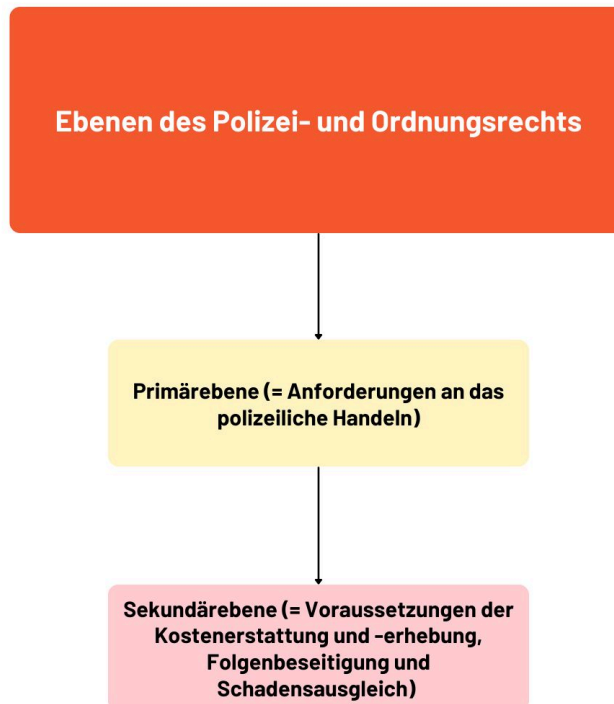 Ebenen des Polizei- und Ordnungsrechts
Primärebene (= Anforderungen an das
polizeiliche Handeln)
Sekundärebene (= Voraussetzungen der
Kostenerstattung und -erhebung,
Folgenbeseitigung und
Schadensausgleich)